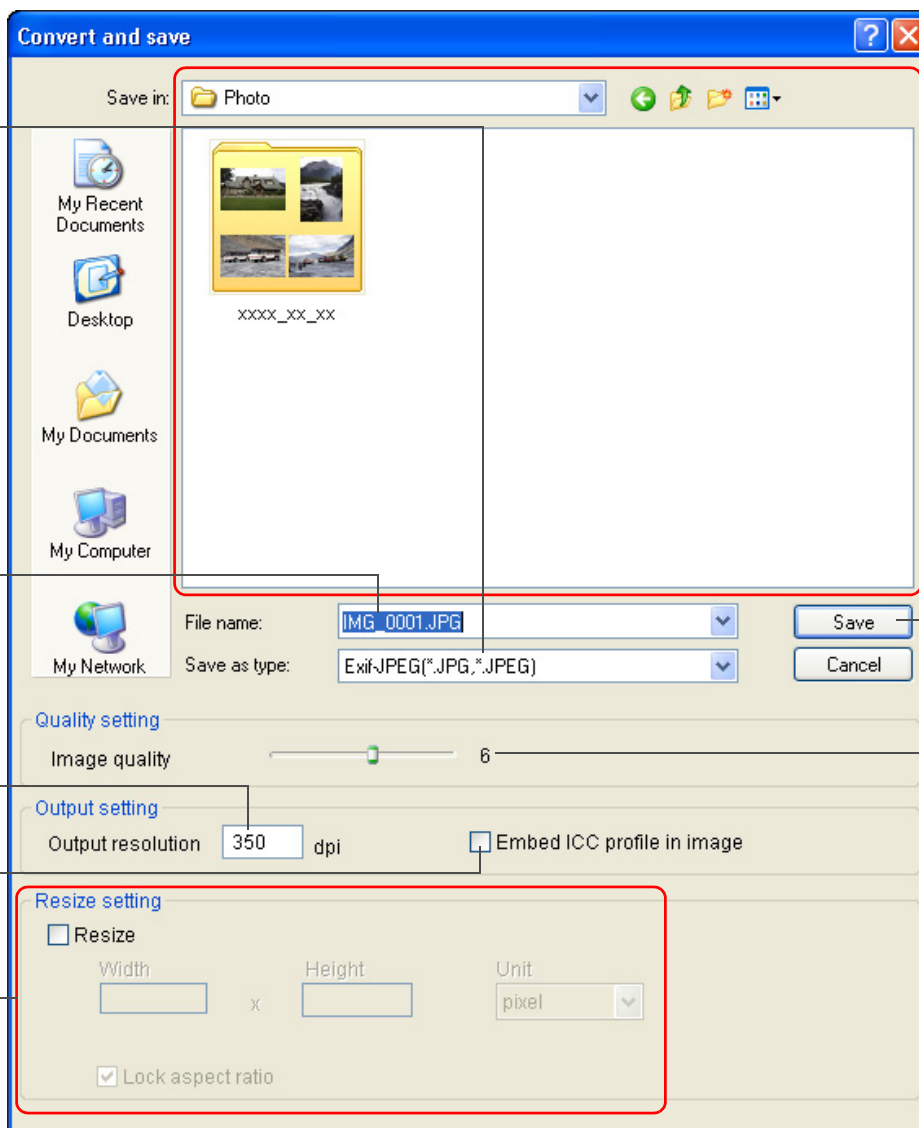 Convert and save
Save in: Photo
My Recent
Documents
Desktop
My Documents
My Computer
My Network
xxxx_xx_xx
File name: IMG_0001.JPG Save
Save as type: Exif-JPEG(*.JPG,*.JPEG) Cancel
Quality setting
Image quality 6
Output setting
Output resolution 350 dpi Embed ICC profile in image
Resize setting
Resize
Width Height Unit
x pixel
Lock aspect ratio